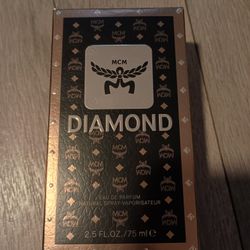 MCM
DIAMOND
EAU DE PARFUM
NATURAL SPRAY-VAPORISATEUR
2.5 FL.OZ./75 ml ℮